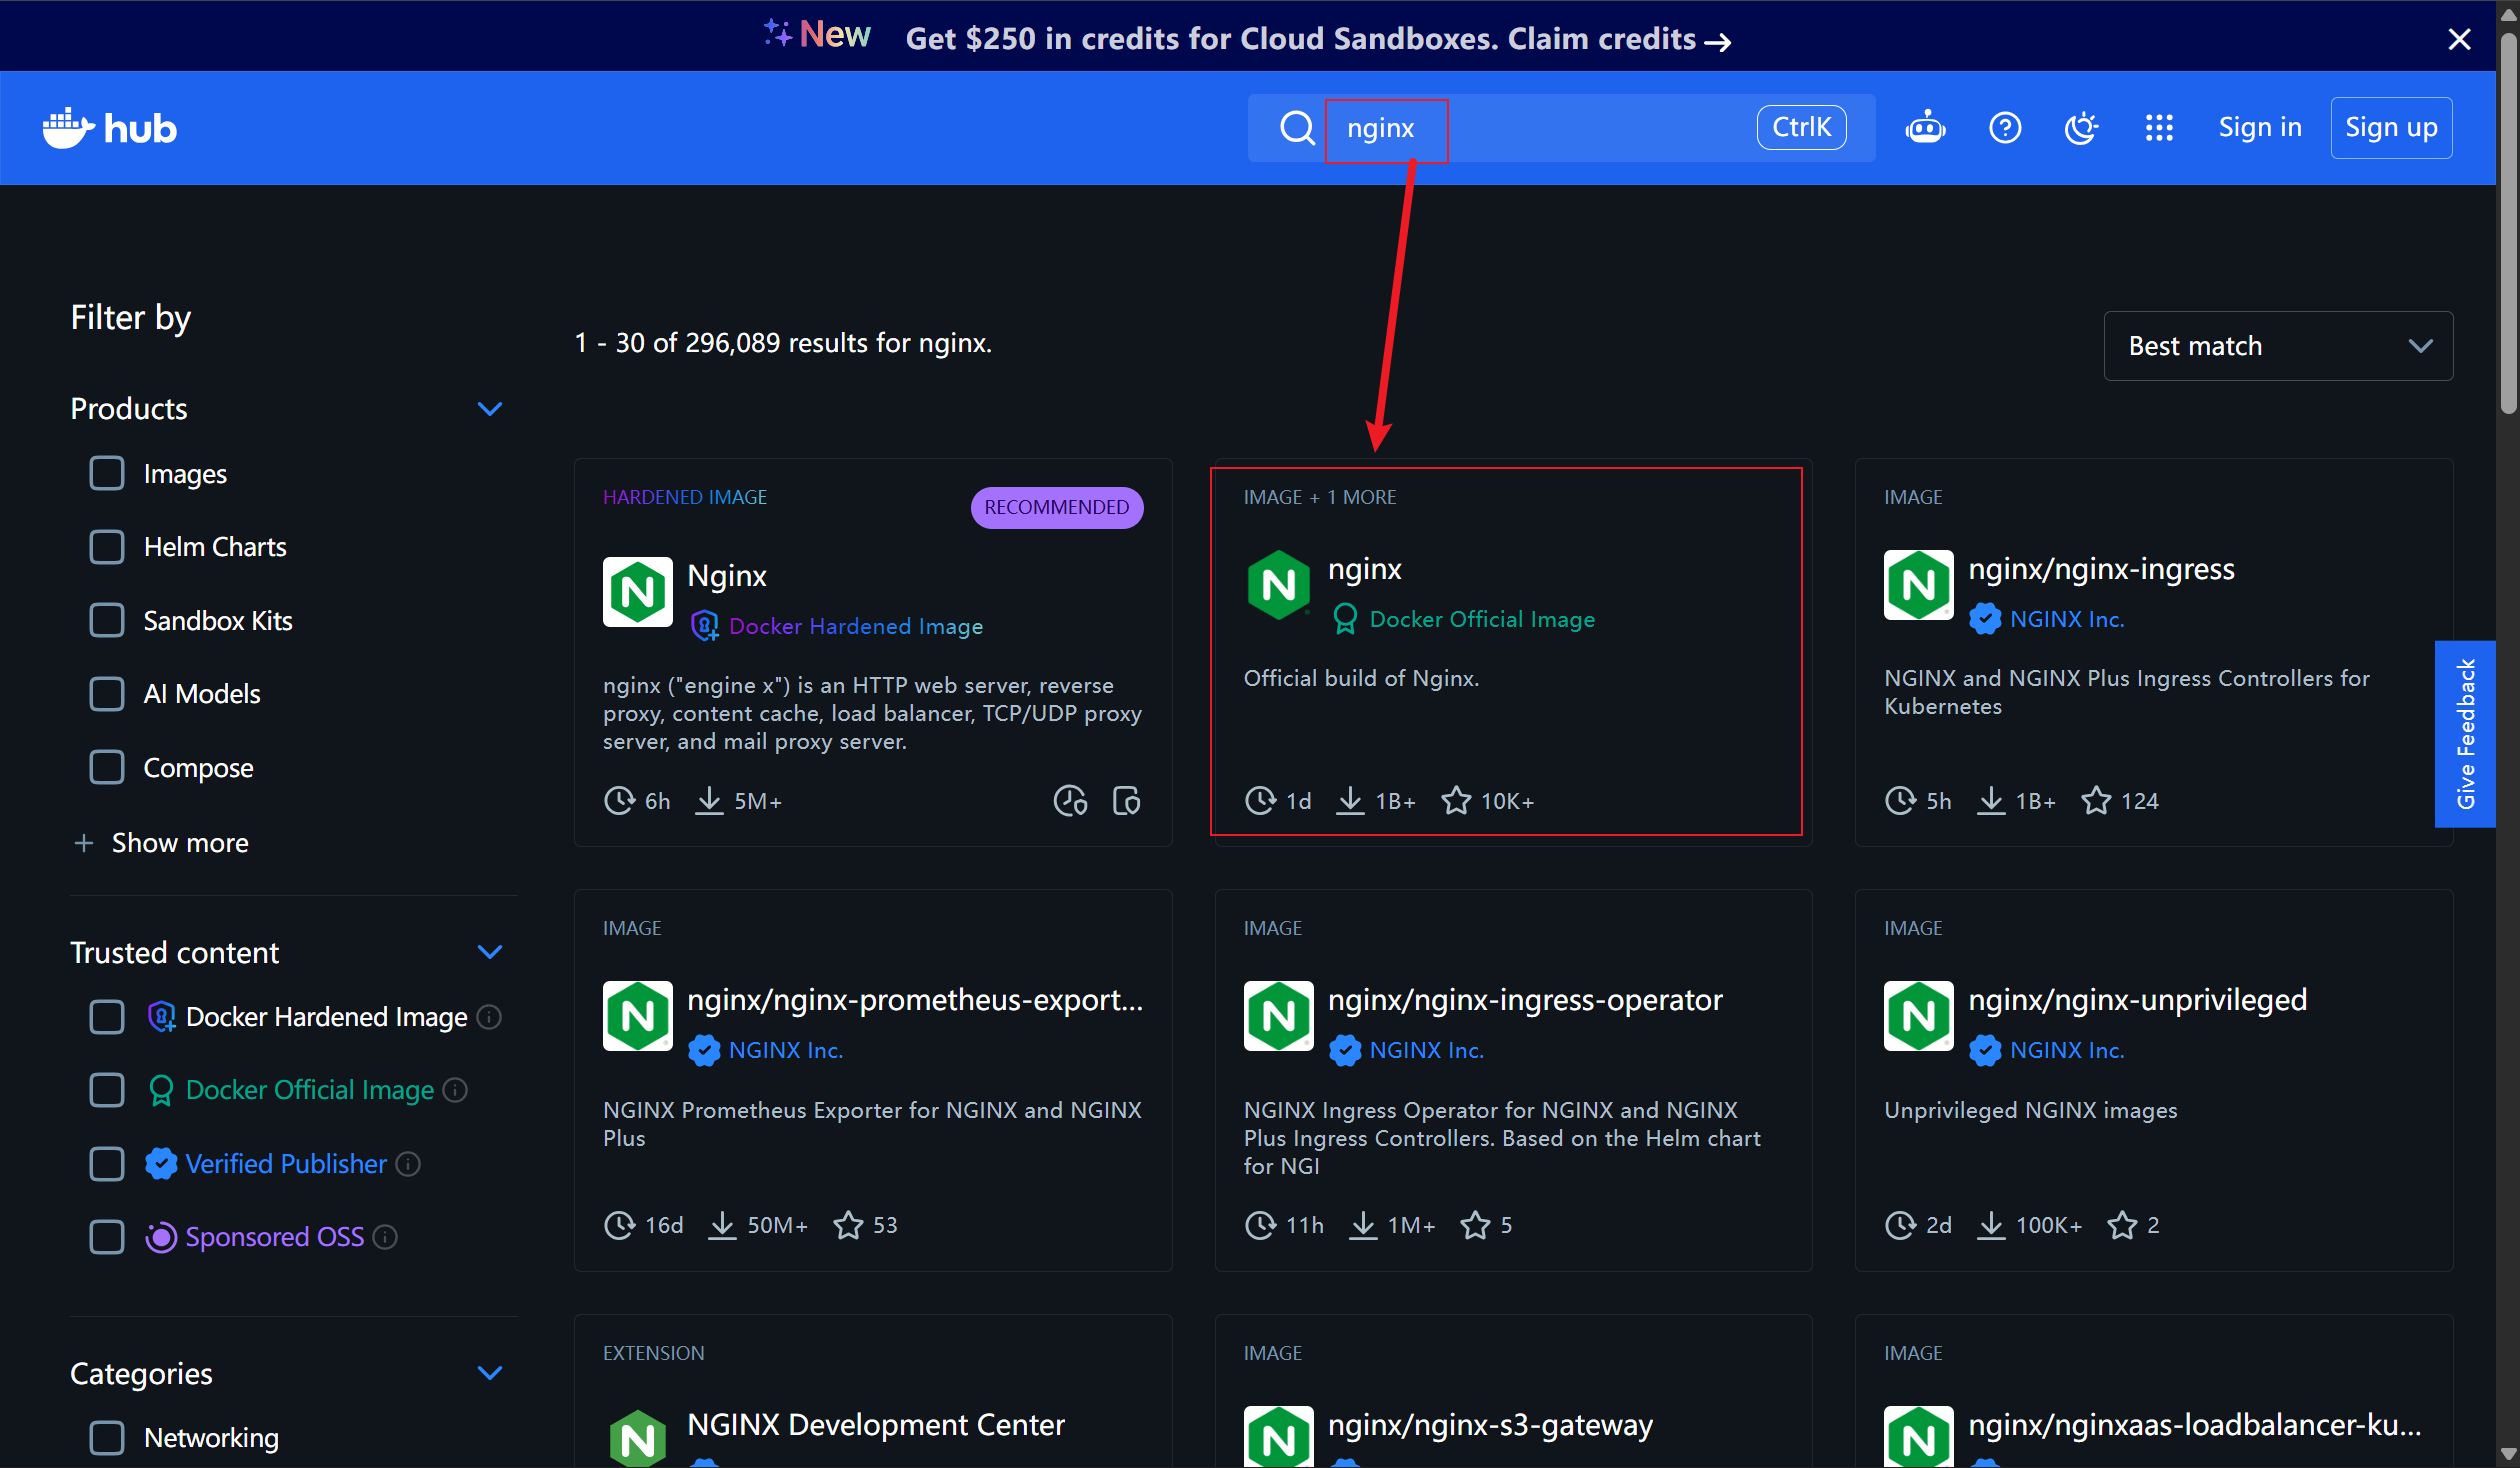 New Get $250 in credits for Cloud Sandboxes. Claim credits →
hub
nginx
CtrlK
Sign in
Sign up
Filter by
Products
Images
Helm Charts
Sandbox Kits
AI Models
Compose
+ Show more
Trusted content
Docker Hardened Image
Docker Official Image
Verified Publisher
Sponsored OSS
Categories
Networking
1 - 30 of 296,089 results for nginx.
Best match
HARDENED IMAGE
RECOMMENDED
Nginx
Docker Hardened Image
nginx ("engine x") is an HTTP web server, reverse
proxy, content cache, load balancer, TCP/UDP proxy
server, and mail proxy server.
6h 5M+
IMAGE + 1 MORE
nginx
Docker Official Image
Official build of Nginx.
1d 1B+ 10K+
IMAGE
nginx/nginx-ingress
NGINX Inc.
NGINX and NGINX Plus Ingress Controllers for
Kubernetes
5h 1B+ 124
IMAGE
nginx/nginx-prometheus-export...
NGINX Inc.
NGINX Prometheus Exporter for NGINX and NGINX
Plus
16d 50M+ 53
IMAGE
nginx/nginx-ingress-operator
NGINX Inc.
NGINX Ingress Operator for NGINX and NGINX
Plus Ingress Controllers. Based on the Helm chart
for NGI
11h 1M+ 5
IMAGE
nginx/nginx-unprivileged
NGINX Inc.
Unprivileged NGINX images
2d 100K+ 2
EXTENSION
NGINX Development Center
IMAGE
nginx/nginx-s3-gateway
IMAGE
nginx/nginxaas-loadbalancer-ku...
Give Feedback